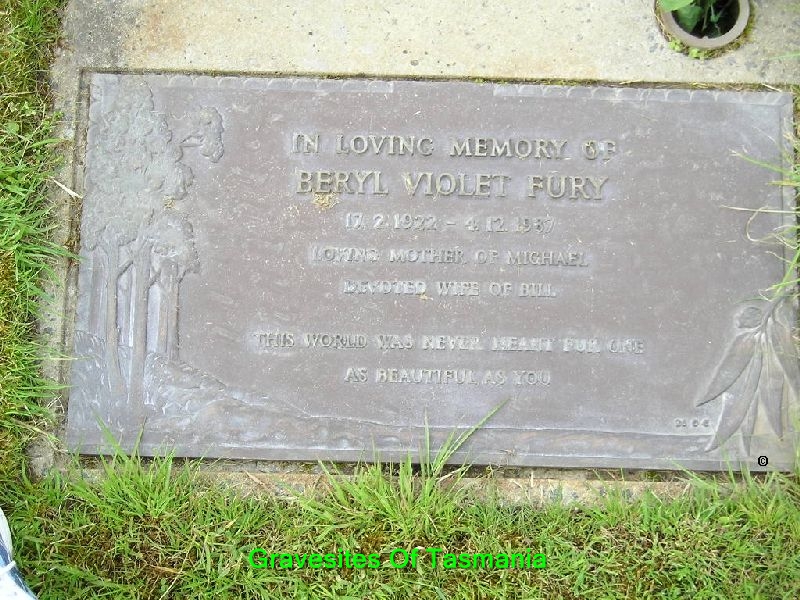 IN LOVING MEMORY OF
BERYL VIOLET FURY
17. 2. 1922 - 4. 12. 1987
LOVING MOTHER OF MICHAEL
DEVOTED WIFE OF BILL
THIS WORLD WAS NEVER MEANT FOR ONE
AS BEAUTIFUL AS YOU
©
Gravesites Of Tasmania